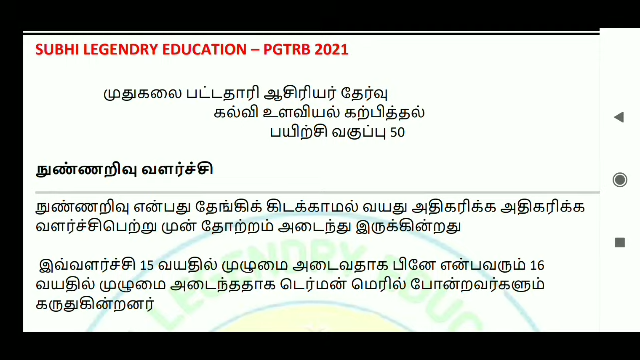 SUBHI LEGENDRY EDUCATION – PGTRB 2021
முதுகலை பட்டதாரி ஆசிரியர் தேர்வு
கல்வி உளவியல் கற்பித்தல்
பயிற்சி வகுப்பு 50
நுண்ணறிவு வளர்ச்சி
நுண்ணறிவு என்பது தேங்கிக் கிடக்காமல் வயது அதிகரிக்க அதிகரிக்க
வளர்ச்சிபெற்று முன் தோற்றம் அடைந்து இருக்கின்றது
இவ்வளர்ச்சி 15 வயதில் முழுமை அடைவதாக பினே என்பவரும் 16
வயதில் முழுமை அடைந்ததாக டெர்மன் மெரில் போன்றவர்களும்
கருதுகின்றனர்
LEGENDRY EDUC